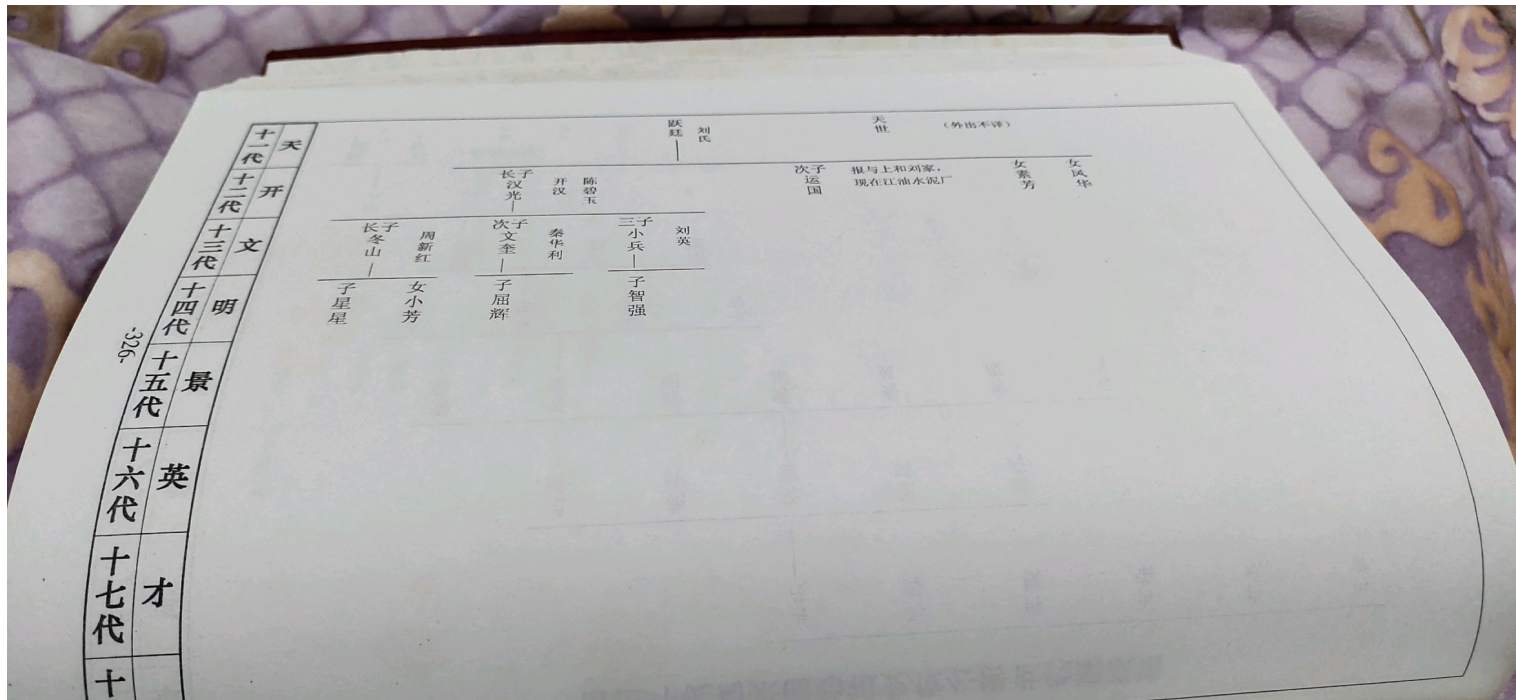 十一代 天
跃廷 刘氏
天世 (外出不详)
十二代 开
长子 汉光 开汉 陈碧玉
次子 运国 报与上和刘家，
现在江油水泥厂
女素芳
女凤华
十三代 文
长子 冬山 周新红
次子 文奎 秦华利
三子 小兵 刘英
十四代 明
子星星
女小芳
子屈辉
子智强
十五代 景
十六代 英
十七代 才
十
-326-